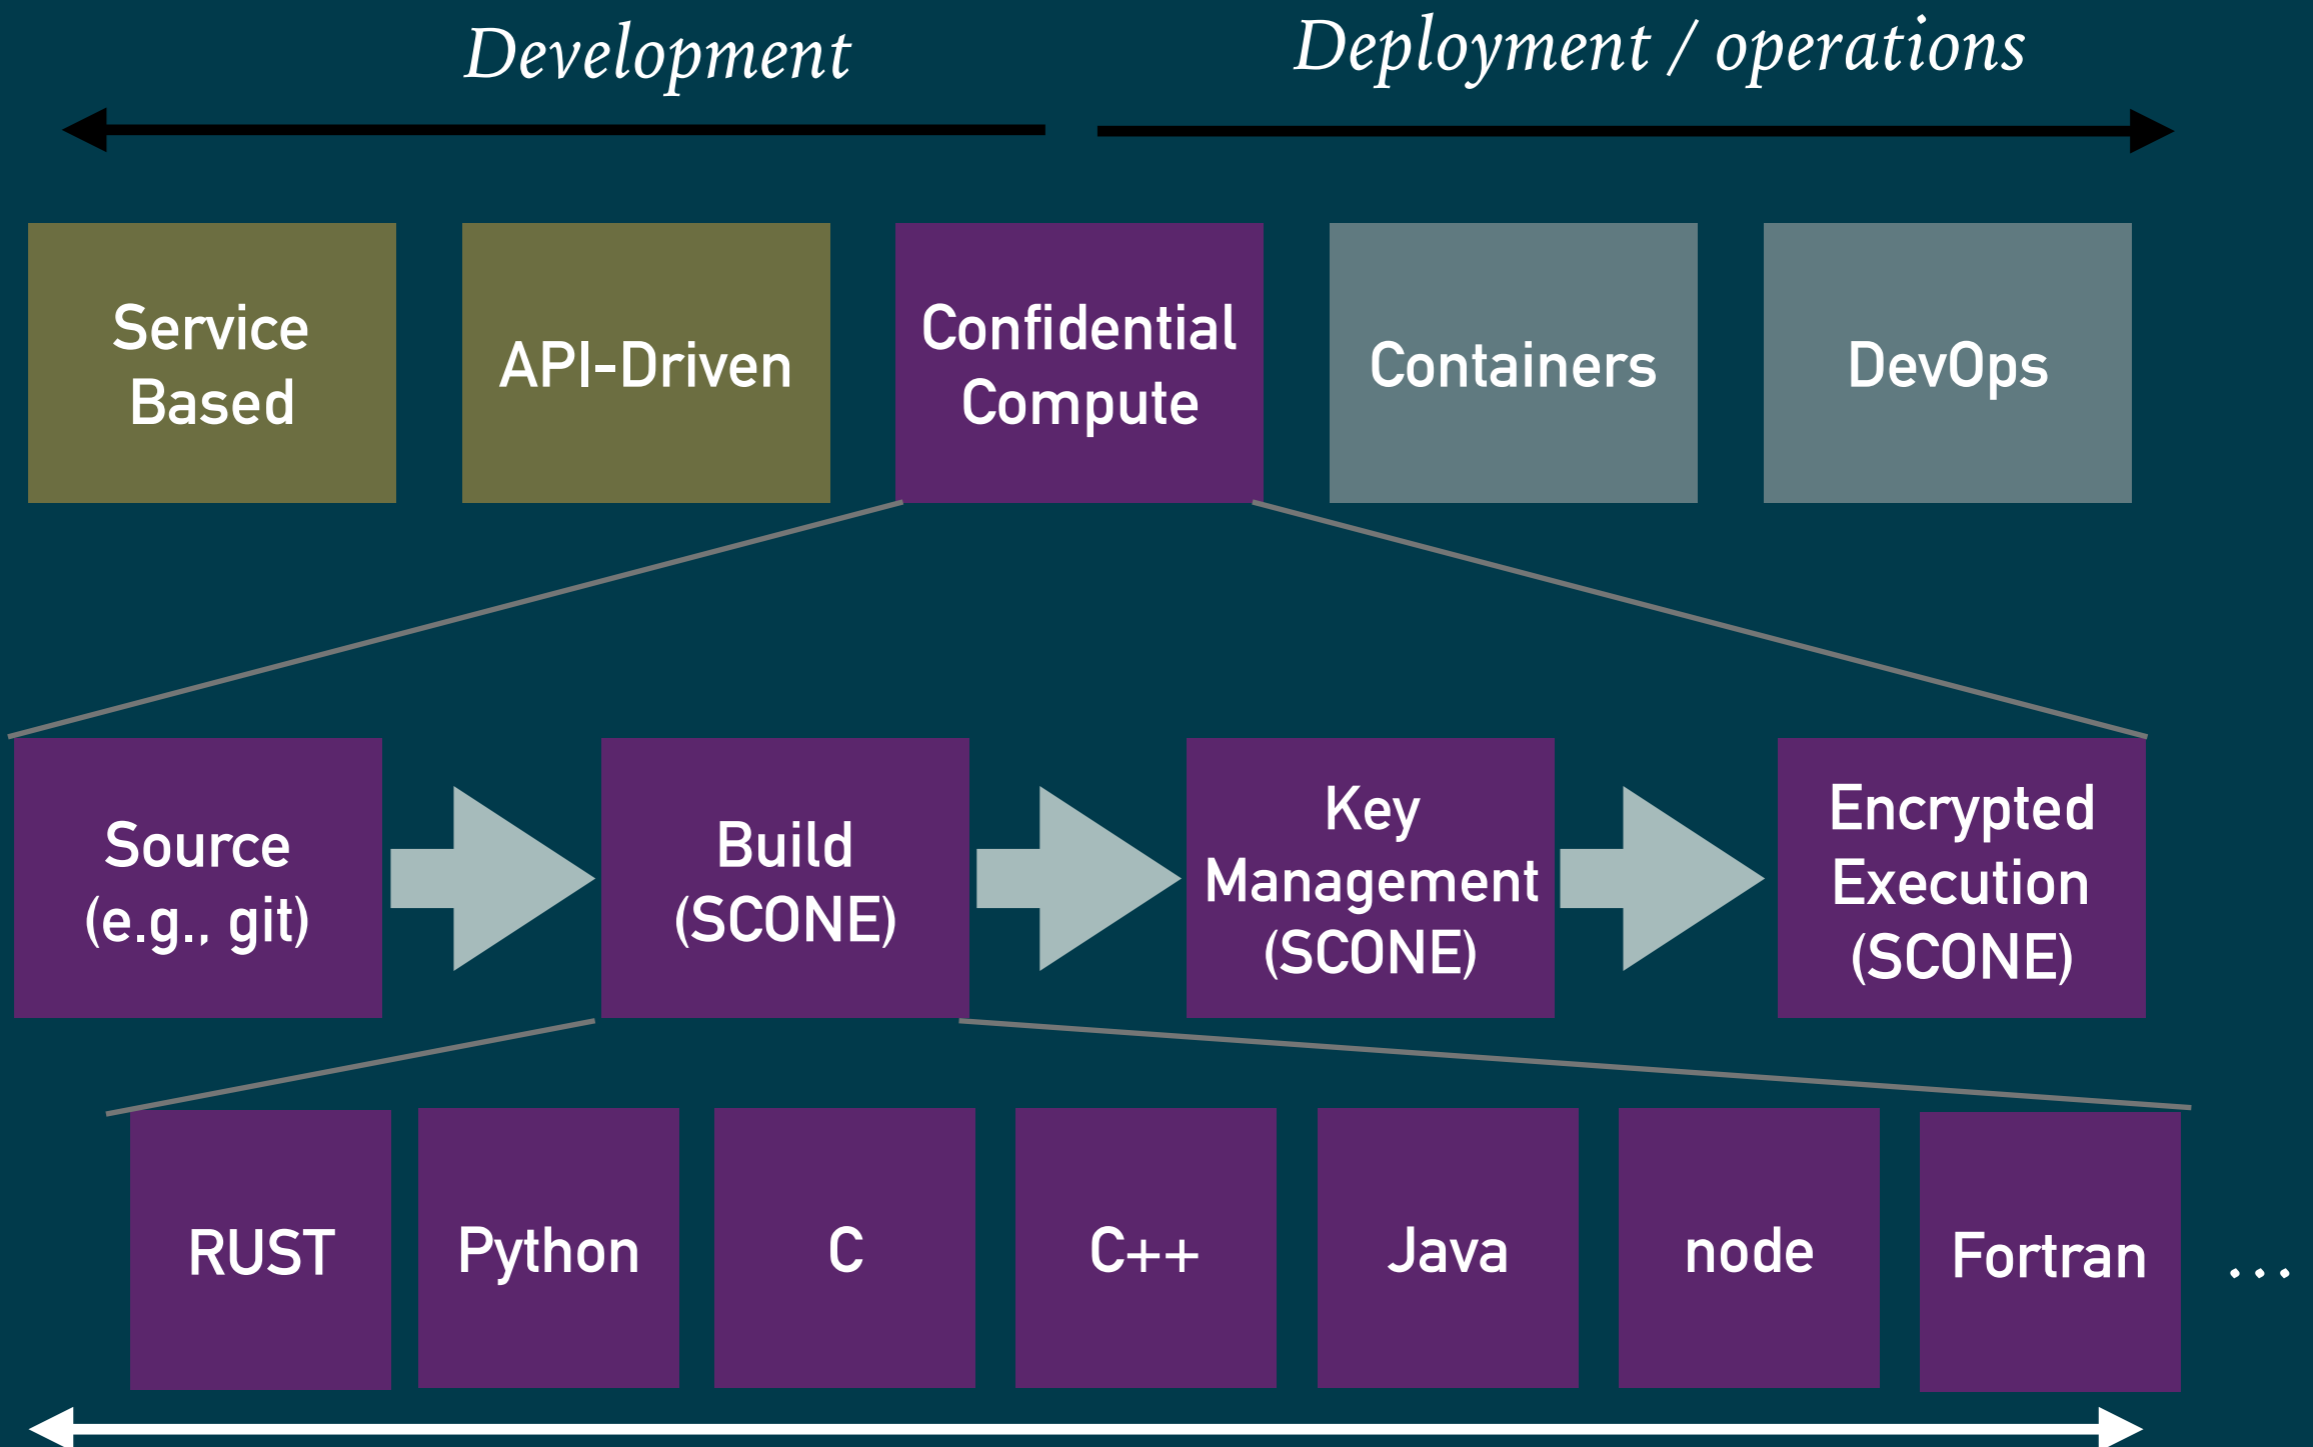 Development
Deployment / operations
Service
Based
API-Driven
Confidential
Compute
Containers
DevOps
Source
(e.g., git)
Build
(SCONE)
Key
Management
(SCONE)
Encrypted
Execution
(SCONE)
RUST
Python
C
C++
Java
node
Fortran
...